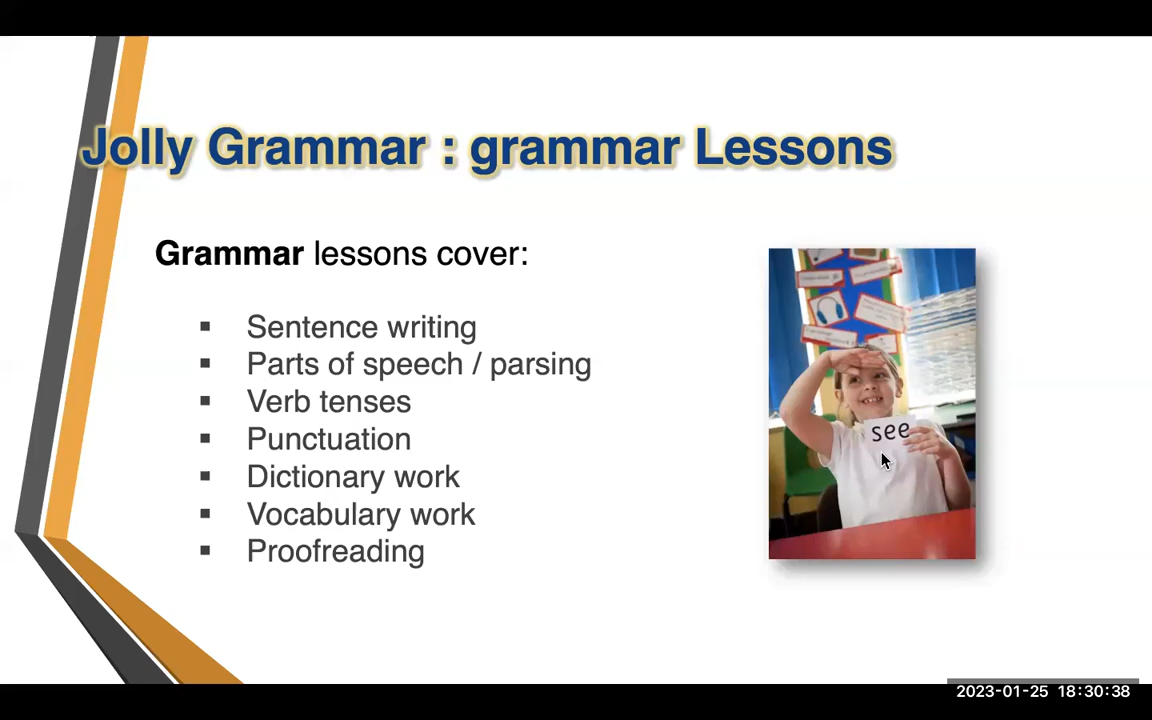 Jolly Grammar : grammar Lessons
Grammar lessons cover:
▪ Sentence writing
▪ Parts of speech / parsing
▪ Verb tenses
▪ Punctuation
▪ Dictionary work
▪ Vocabulary work
▪ Proofreading
see
2023-01-25 18:30:38